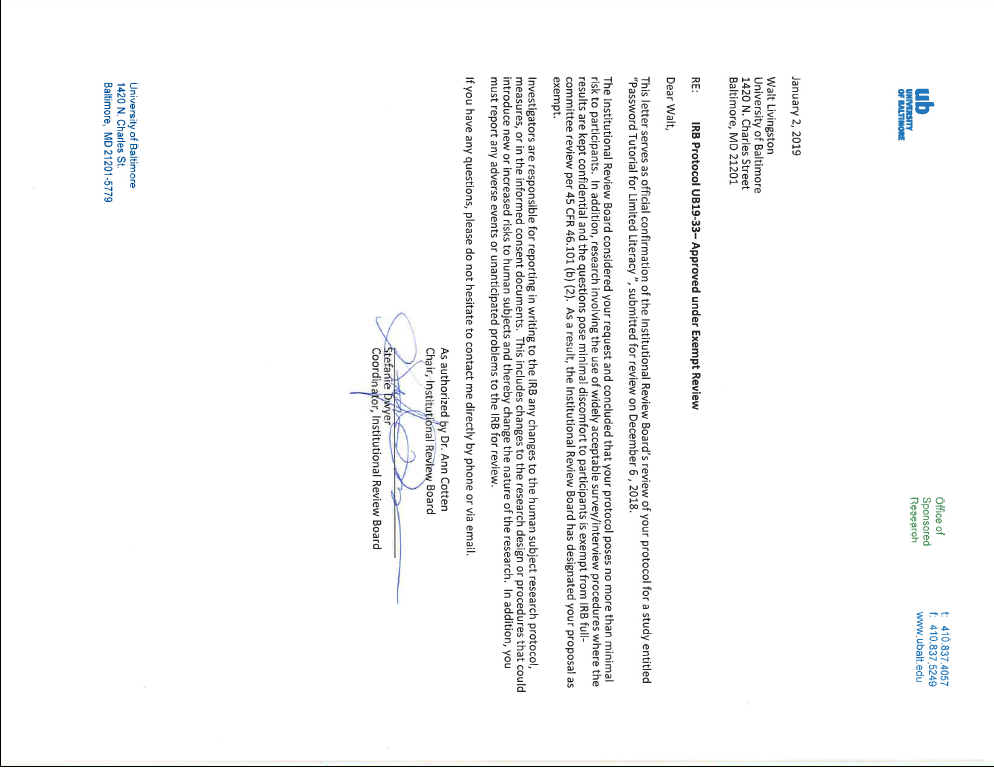 ub
UNIVERSITY
OF BALTIMORE
Office of
Sponsored
Research
t: 410.837.4057
f: 410.837.5249
www.ubalt.edu
January 2, 2019
Walt Livingston
University of Baltimore
1420 N. Charles Street
Baltimore, MD 21201
RE: IRB Protocol UB19-33– Approved under Exempt Review
Dear Walt,
This letter serves as official confirmation of the Institutional Review Board's review of your protocol for a study entitled
"Password Tutorial for Limited Literacy", submitted for review on December 6 , 2018.
The Institutional Review Board considered your request and concluded that your protocol poses no more than minimal
risk to participants. In addition, research involving the use of widely acceptable survey/interview procedures where the
results are kept confidential and the questions pose minimal discomfort to participants is exempt from IRB full-
committee review per 45 CFR 46.101 (b) (2). As a result, the Institutional Review Board has designated your proposal as
exempt.
Investigators are responsible for reporting in writing to the IRB any changes to the human subject research protocol,
measures, or in the informed consent documents. This includes changes to the research design or procedures that could
introduce new or increased risks to human subjects and thereby change the nature of the research. In addition, you
must report any adverse events or unanticipated problems to the IRB for review.
If you have any questions, please do not hesitate to contact me directly by phone or via email.
As authorized by Dr. Ann Cotten
Chair, Institutional Review Board
Stefanie Dwyer
Coordinator, Institutional Review Board
University of Baltimore
1420 N. Charles St.
Baltimore, MD 21201-5779